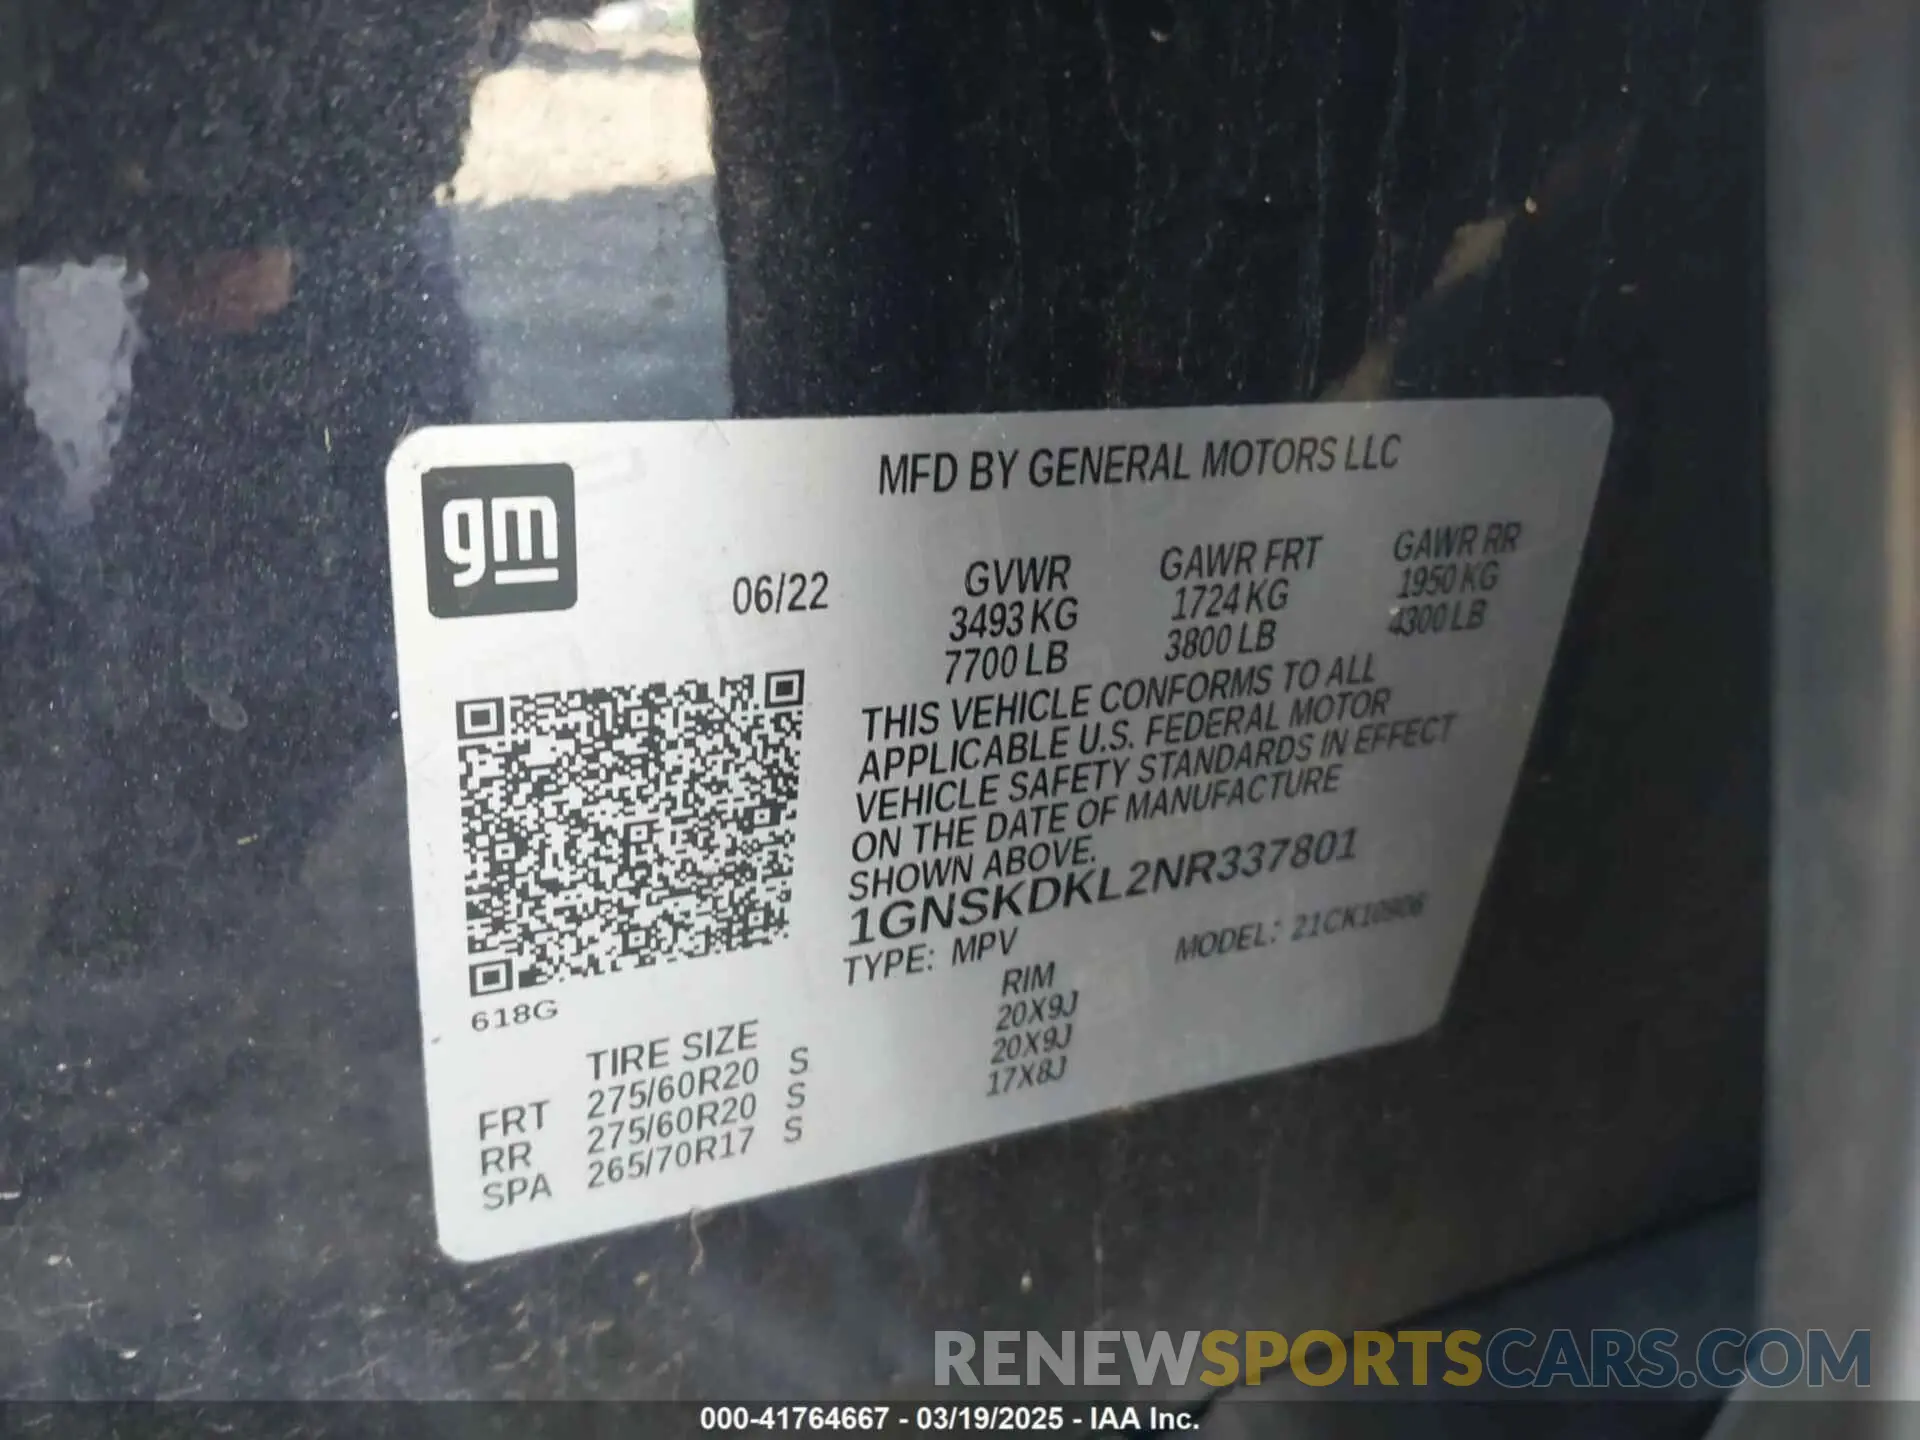 gm
MFD BY GENERAL MOTORS LLC
06/22
GVWR GAWR FRT GAWR RR
3493 KG 1724 KG 1950 KG
7700 LB 3800 LB 4300 LB
THIS VEHICLE CONFORMS TO ALL
APPLICABLE U.S. FEDERAL MOTOR
VEHICLE SAFETY STANDARDS IN EFFECT
ON THE DATE OF MANUFACTURE
SHOWN ABOVE.
1GNSKDKL2NR337801
TYPE: MPV MODEL: 21CK10906
618G
TIRE SIZE RIM
FRT 275/60R20 S 20X9J
RR 275/60R20 S 20X9J
SPA 265/70R17 S 17X8J
RENEWSPORTSCARS.COM
000-41764667 - 03/19/2025 - IAA Inc.